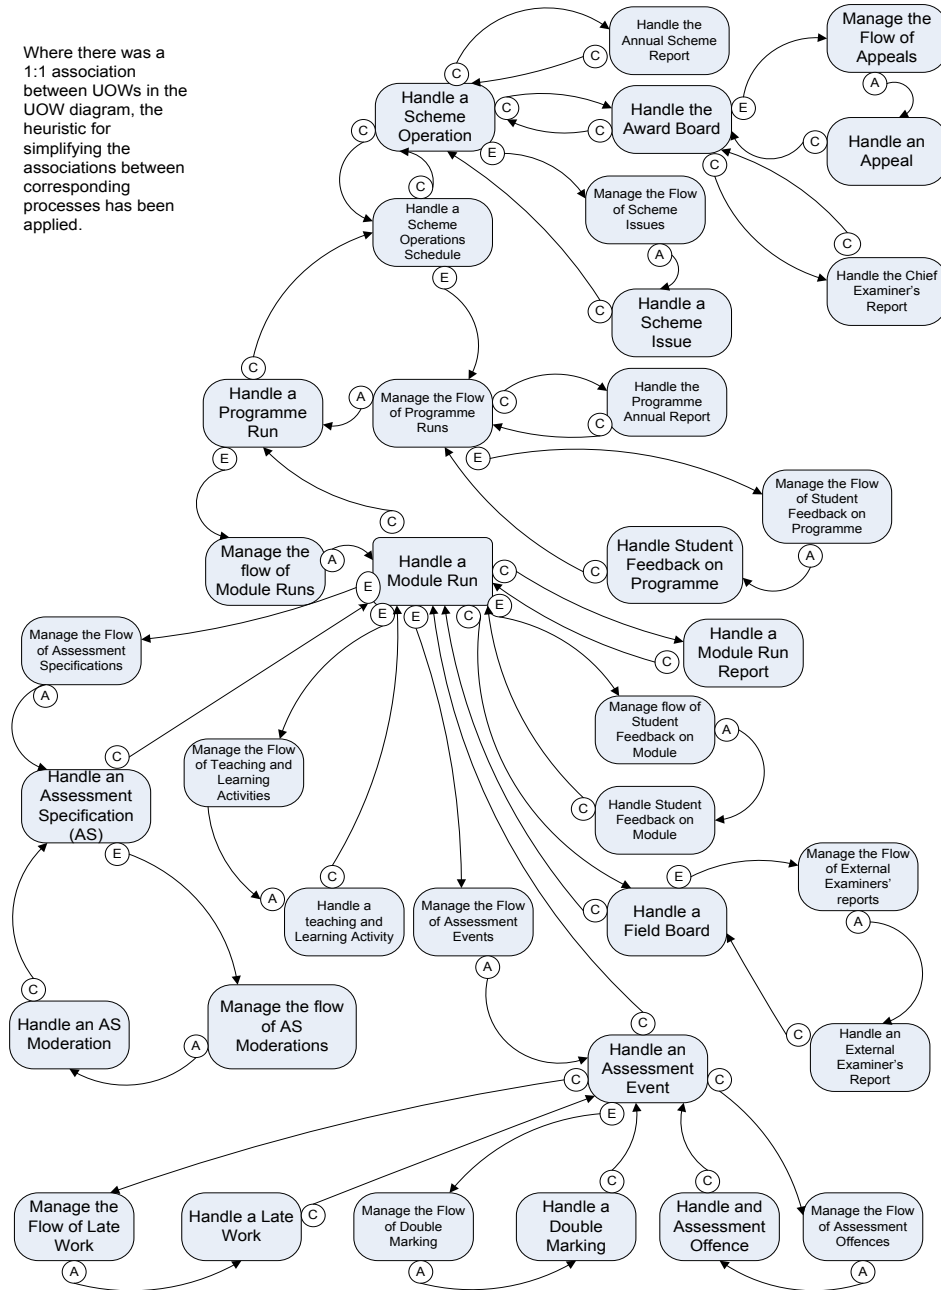 Where there was a
1:1 association
between UOWs in the
UOW diagram, the
heuristic for
simplifying the
associations between
corresponding
processes has been
applied.
Handle the
Annual Scheme
Report
C
C
Manage the
Flow of
Appeals
A
Handle a
Scheme
Operation
C
C
Handle the
Award Board
E
C
Handle an
Appeal
C
E
C
C
Manage the Flow
of Scheme
Issues
A
C
Handle a
Scheme
Operations
Schedule
E
C
Handle the Chief
Examiner's
Report
C
Handle a
Scheme
Issue
C
Handle a
Programme
Run
E
A
Manage the Flow
of Programme
Runs
C
C
E
Handle the
Programme
Annual Report
Manage the Flow
of Student
Feedback on
Programme
A
C
Manage the
flow of
Module Runs
A
Handle a
Module Run
C
E
E
E
C
E
C
Handle Student
Feedback on
Programme
Manage the Flow
of Assessment
Specifications
A
C
Handle a
Module Run
Report
Manage flow of
Student
Feedback on
Module
A
C
Handle an
Assessment
Specification
(AS)
E
Manage the Flow
of Teaching and
Learning
Activities
A
C
Handle Student
Feedback on
Module
C
Handle a
teaching and
Learning Activity
Manage the Flow
of Assessment
Events
A
E
C
Handle a
Field Board
Manage the Flow
of External
Examiners'
reports
A
C
Handle an AS
Moderation
A
Manage the flow
of AS
Moderations
C
Handle an
Assessment
Event
C
E
C
C
Handle an
External
Examiner's
Report
Manage the
Flow of Late
Work
A
Handle a Late
Work
C
Manage the Flow
of Double
Marking
A
C
Handle a
Double
Marking
C
Handle and
Assessment
Offence
Manage the Flow
of Assessment
Offences
A